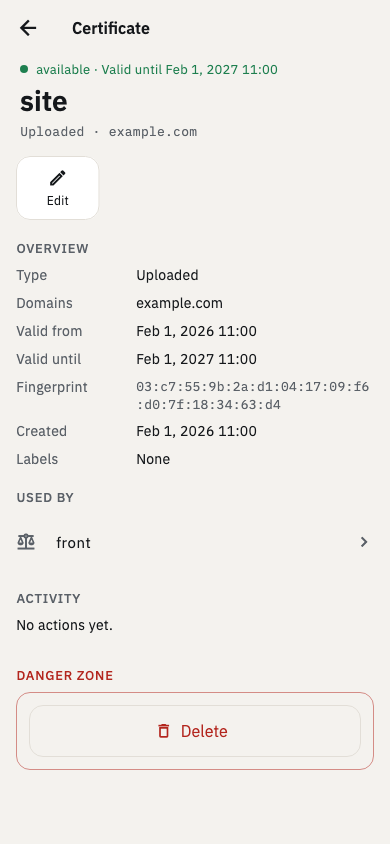 Certificate
available · Valid until Feb 1, 2027 11:00
site
Uploaded · example.com
Edit
OVERVIEW
Type Uploaded
Domains example.com
Valid from Feb 1, 2026 11:00
Valid until Feb 1, 2027 11:00
Fingerprint 03:c7:55:9b:2a:d1:04:17:09:f6
:d0:7f:18:34:63:d4
Created Feb 1, 2026 11:00
Labels None
USED BY
front
ACTIVITY
No actions yet.
DANGER ZONE
Delete